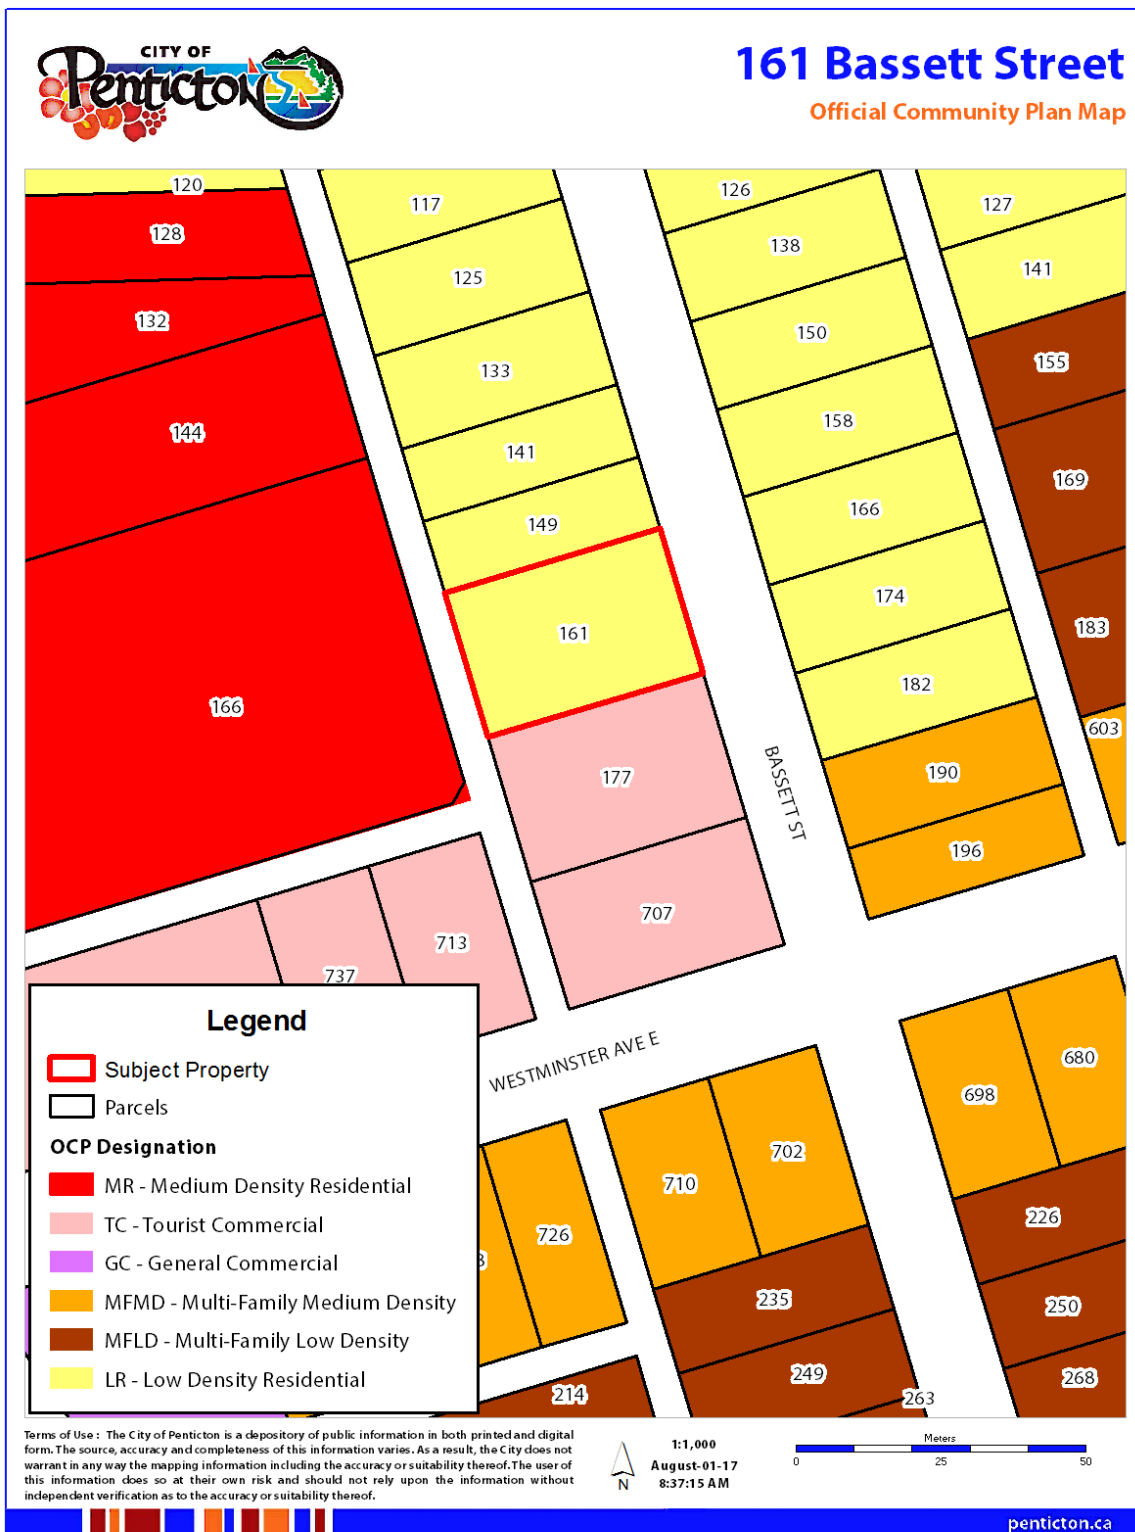 CITY OF
Penticton
161 Bassett Street
Official Community Plan Map
120
117
126
127
128
138
125
141
132
150
133
155
144
141
158
169
149
166
161
174
183
166
182
603
177
190
BASSETT ST
196
707
713
737
WESTMINSTER AVE E
680
698
702
710
726
226
235
250
249
268
214
263
Legend
Subject Property
Parcels
OCP Designation
MR - Medium Density Residential
TC - Tourist Commercial
GC - General Commercial
MFMD - Multi-Family Medium Density
MFLD - Multi-Family Low Density
LR - Low Density Residential
Terms of Use : The City of Penticton is a depository of public information in both printed and digital
form. The source, accuracy and completeness of this information varies. As a result, the City does not
warrant in any way the mapping information including the accuracy or suitability thereof. The user of
this information does so at their own risk and should not rely upon the information without
independent verification as to the accuracy or suitability thereof.
N
1:1,000
August-01-17
8:37:15 AM
Meters
0 25 50
penticton.ca